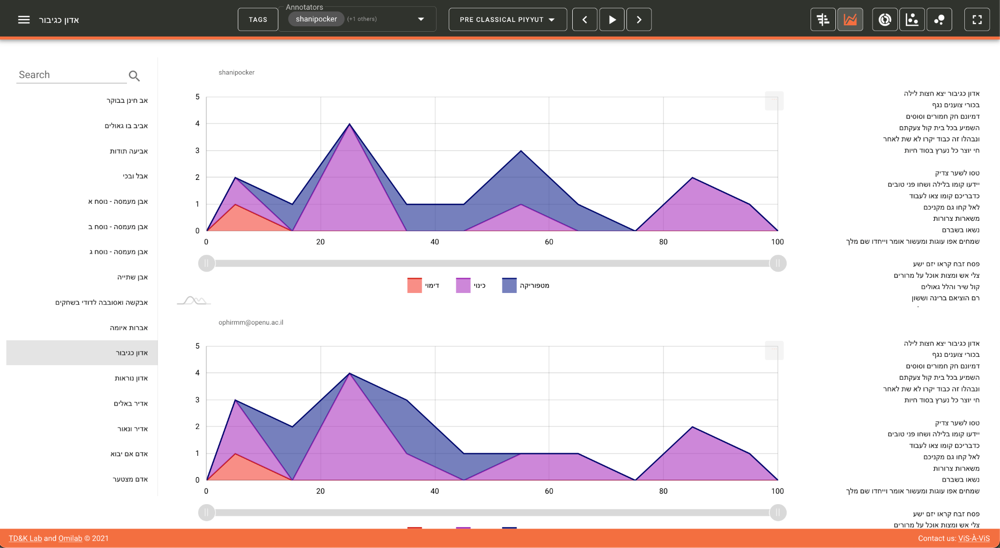 אדון כגיבור
TAGS
Annotators
shanipocker (+1 others)
PRE CLASSICAL PIYYUT
Search
אב חינן בבוקר
אביב בו גאולים
אביעה תודות
אבל ובכי
אבן מעמסה - נוסח א
אבן מעמסה - נוסח ב
אבן מעמסה - נוסח ג
אבן שתייה
אבקשה ואסובבה לדודי בשחקים
אברות איומה
אדון כגיבור
אדון נוראות
אדיר באלים
אדיר ונאור
אדם אם יבוא
אדם מצטער
shanipocker
5
4
3
2
1
0
0 20 40 60 80 100
דימוי כינוי מטפוריקה
אדון כגיבור יצא חצות לילה
בכורי צוענים נגף
דמיונם חק חמורים וסוסים
השמיע בכל בית קול צעקתם
ונבהלו זה כבוד יקרו לא שת לאחר
חי יוצר כל נערץ בסוד חיות
טסו לשער צדיק
יידעו קומו בלילה ושחו פני טובים
כדבריכם קומו צאו לעבוד
לאל קחו גם מקניכם
משארות צרורות
נשאו בשברם
שמחים אפו עוגות ומעשור אומר וייחדו שם מלך
פסח זבח קראו יזם ישע
צלי אש ומצות אוכל על מרורים
קול שיר והלל גאולים
רם הוציאם ברינה וששון
ophirmm@openu.ac.il
5
4
3
2
1
0
0 20 40 60 80 100
אדון כגיבור יצא חצות לילה
בכורי צוענים נגף
דמיונם חק חמורים וסוסים
השמיע בכל בית קול צעקתם
ונבהלו זה כבוד יקרו לא שת לאחר
חי יוצר כל נערץ בסוד חיות
טסו לשער צדיק
יידעו קומו בלילה ושחו פני טובים
כדבריכם קומו צאו לעבוד
לאל קחו גם מקניכם
משארות צרורות
נשאו בשברם
שמחים אפו עוגות ומעשור אומר וייחדו שם מלך
פסח זבח קראו יזם ישע
צלי אש ומצות אוכל על מרורים
TD&K Lab and Omilab © 2021
Contact us: ViS-À-ViS